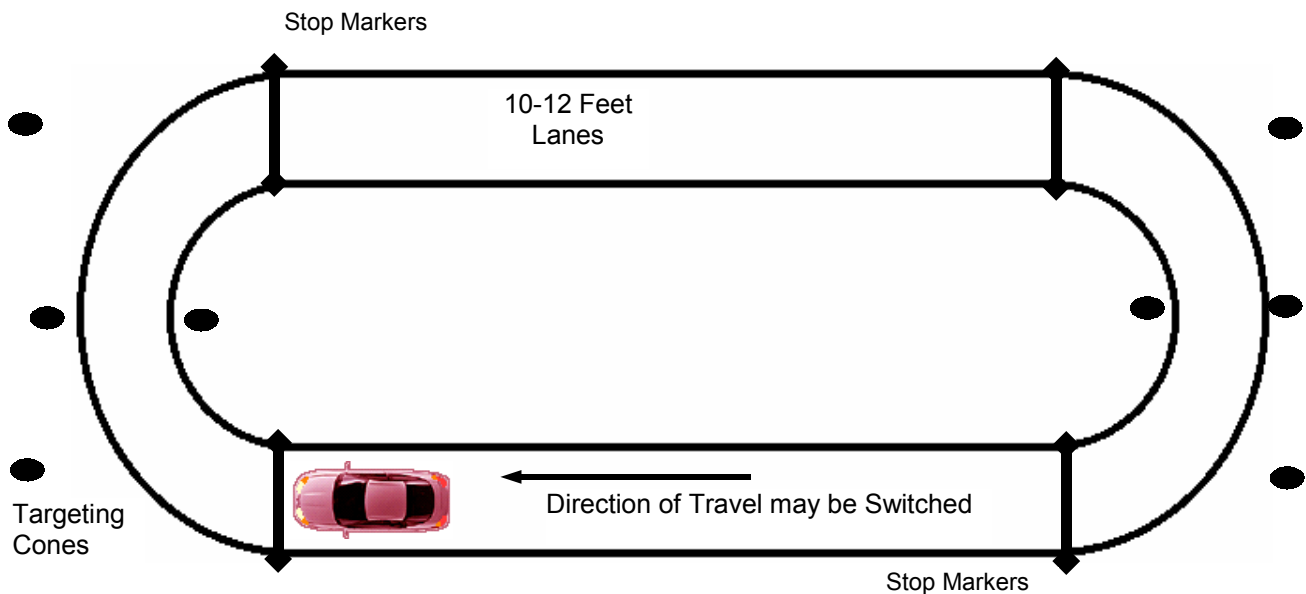 Stop Markers
10-12 Feet
Lanes
Direction of Travel may be Switched
Targeting
Cones
Stop Markers